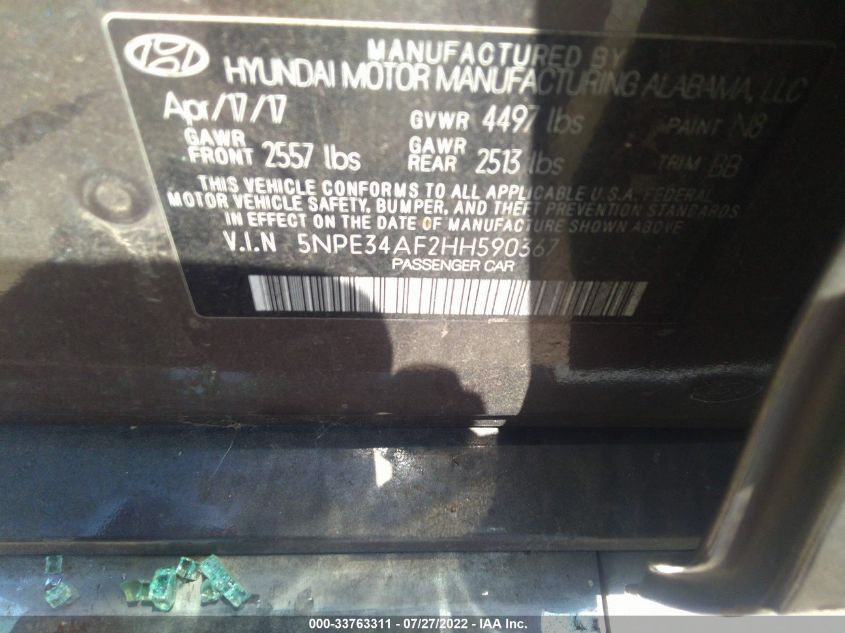 MANUFACTURED BY
HYUNDAI MOTOR MANUFACTURING ALABAMA, LLC
Apr/17/17 GVWR 4497 lbs PAINT N8
GAWR FRONT 2557 lbs GAWR REAR 2513 lbs TRIM BB
THIS VEHICLE CONFORMS TO ALL APPLICABLE U.S.A. FEDERAL
MOTOR VEHICLE SAFETY, BUMPER, AND THEFT PREVENTION STANDARDS
IN EFFECT ON THE DATE OF MANUFACTURE SHOWN ABOVE
V.I.N 5NPE34AF2HH590367
PASSENGER CAR
000-33763311 - 07/27/2022 - IAA Inc.